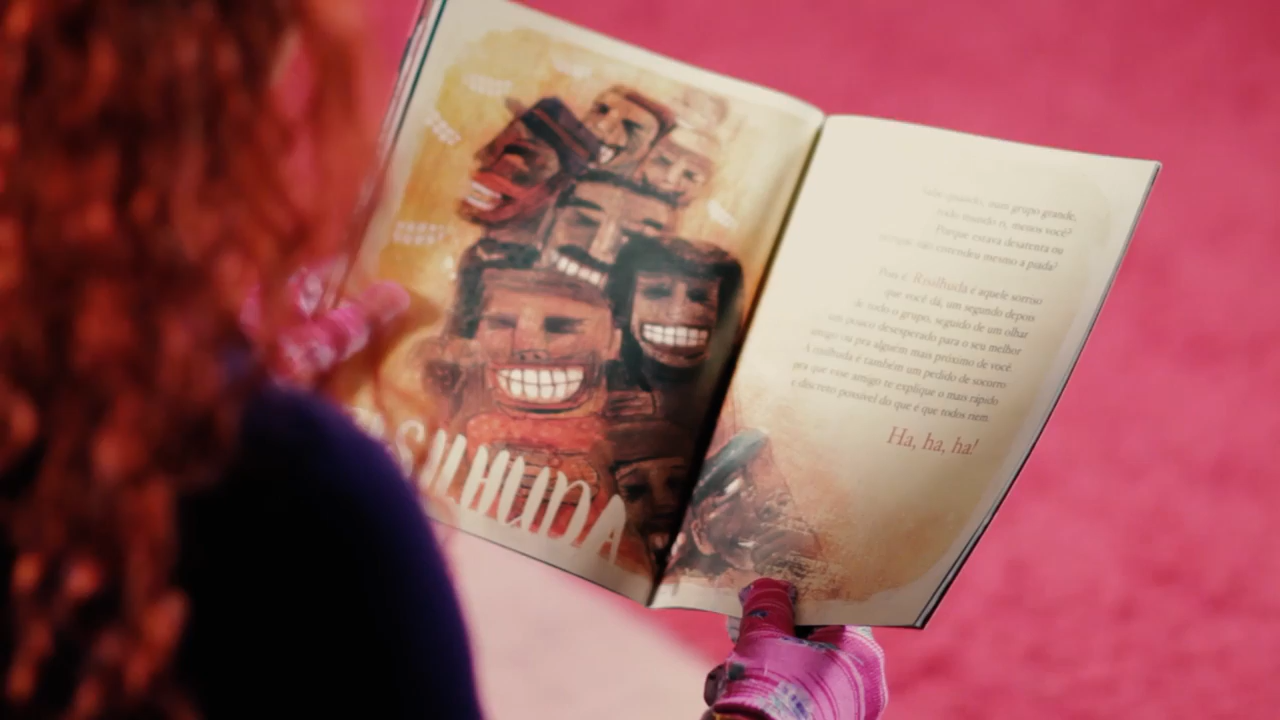 SILHUDA
quando, num grupo grande,
todo mundo ri, menos você?
Porque estava desatenta ou
não entendeu mesmo a piada?
Pois é. Risilhuda é aquele sorriso
que você dá, um segundo depois
de todo o grupo, seguido de um olhar
um pouco desesperado para o seu melhor
amigo ou pra alguém mais próximo de você.
A risilhuda é também um pedido de socorro
pra que esse amigo te explique o mais rápido
e discreto possível do que é que todos riem.
Ha, ha, ha!